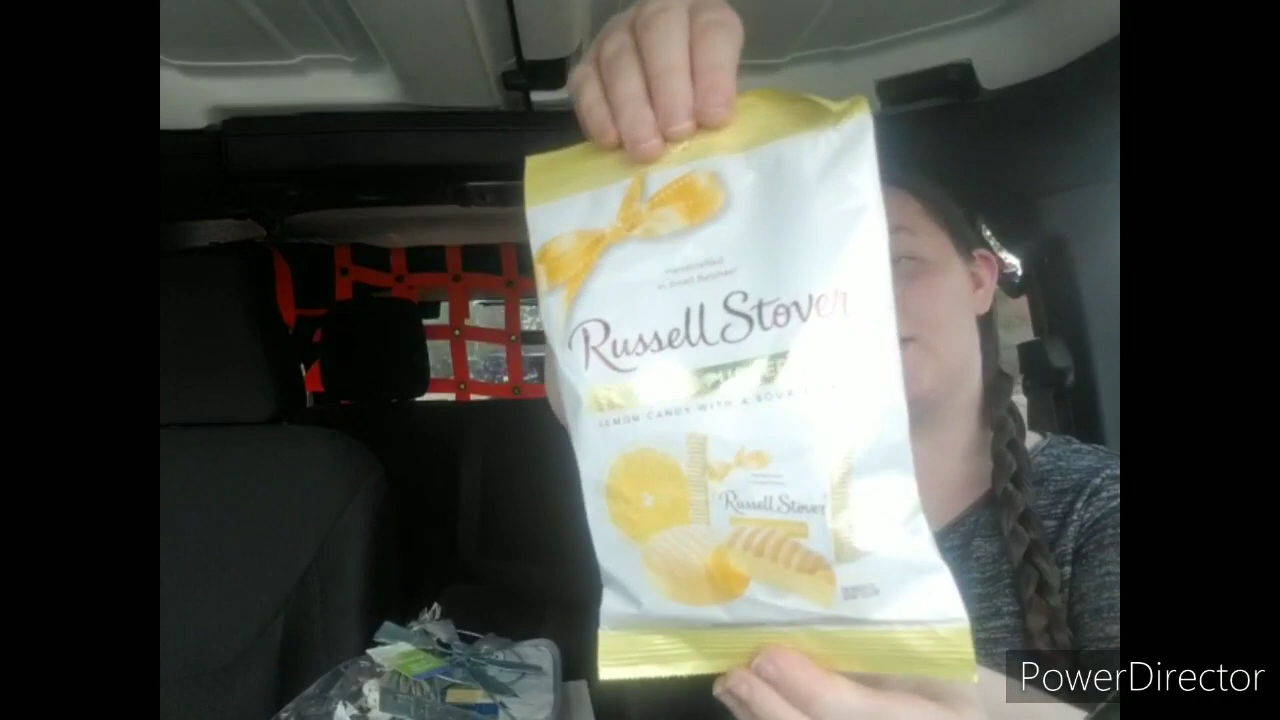 Handcrafted
in Small Batches
Russell Stover
LEMON CANDY WITH A SOUR
Russell Stover
PowerDirector